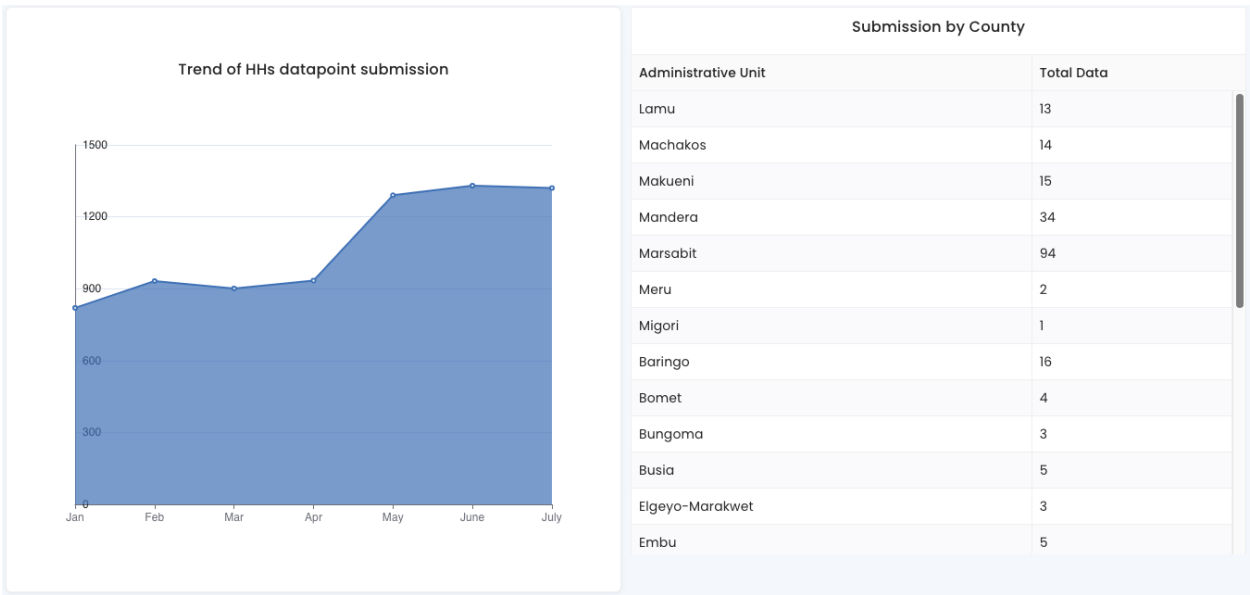 Trend of HHs datapoint submission
1500
1200
900
600
300
0
Jan Feb Mar Apr May June July
Submission by County
Administrative Unit Total Data
Lamu 13
Machakos 14
Makueni 15
Mandera 34
Marsabit 94
Meru 2
Migori 1
Baringo 16
Bomet 4
Bungoma 3
Busia 5
Elgeyo-Marakwet 3
Embu 5